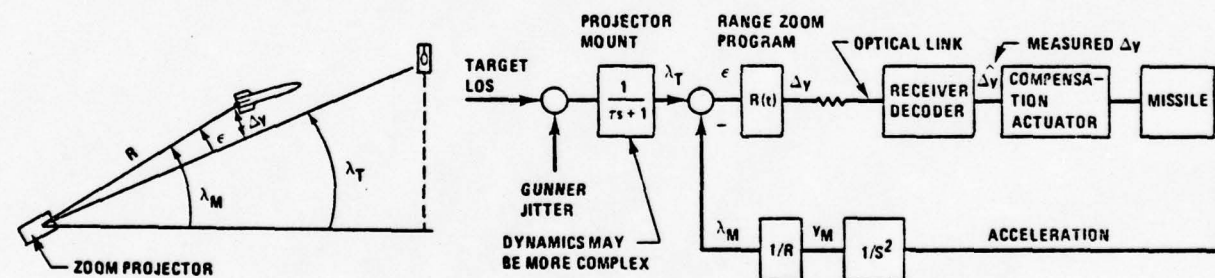 R
ε
Δy
λM
λT
ZOOM PROJECTOR
TARGET
LOS
GUNNER
JITTER
PROJECTOR
MOUNT
1
τs + 1
DYNAMICS MAY
BE MORE COMPLEX
λT
ε
-
RANGE ZOOM
PROGRAM
R(t)
Δy
OPTICAL LINK
RECEIVER
DECODER
MEASURED Δy
Δ̂y
COMPENSA-
TION
ACTUATOR
MISSILE
λM
1/R
yM
1/S²
ACCELERATION